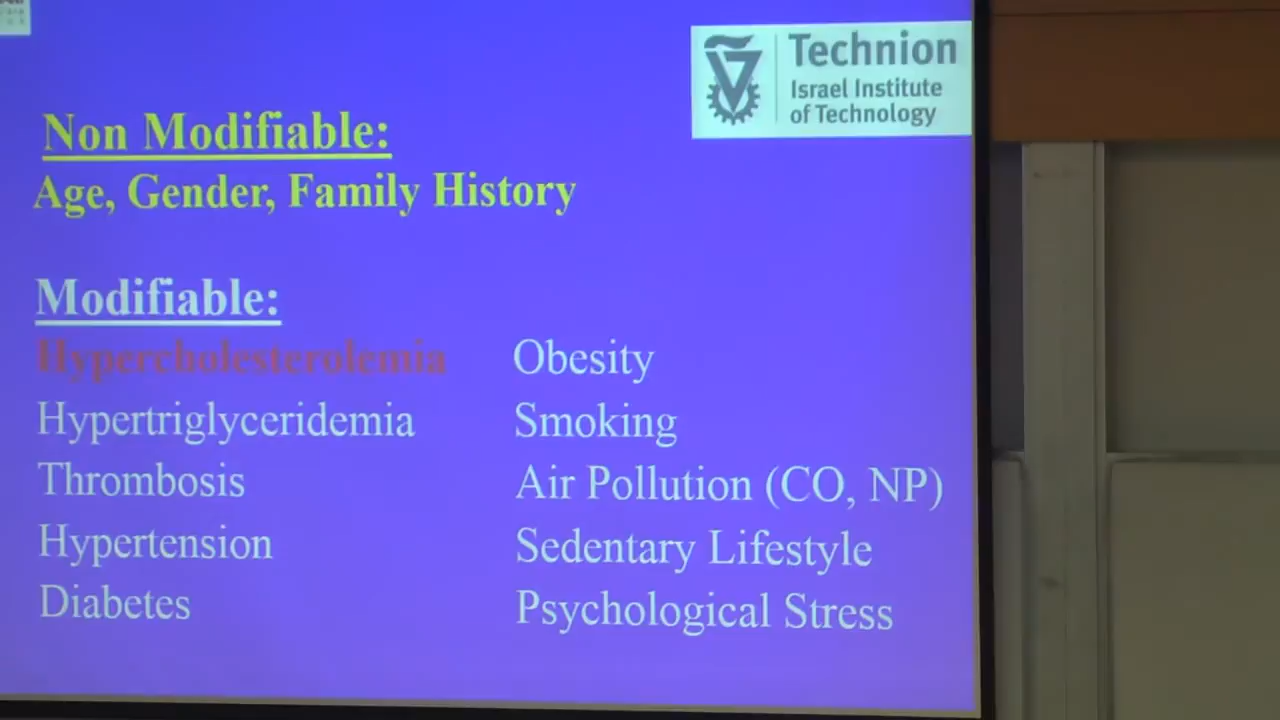 Technion
Israel Institute
of Technology
Non Modifiable:
Age, Gender, Family History
Modifiable:
Hypercholesterolemia
Hypertriglyceridemia
Thrombosis
Hypertension
Diabetes
Obesity
Smoking
Air Pollution (CO, NP)
Sedentary Lifestyle
Psychological Stress